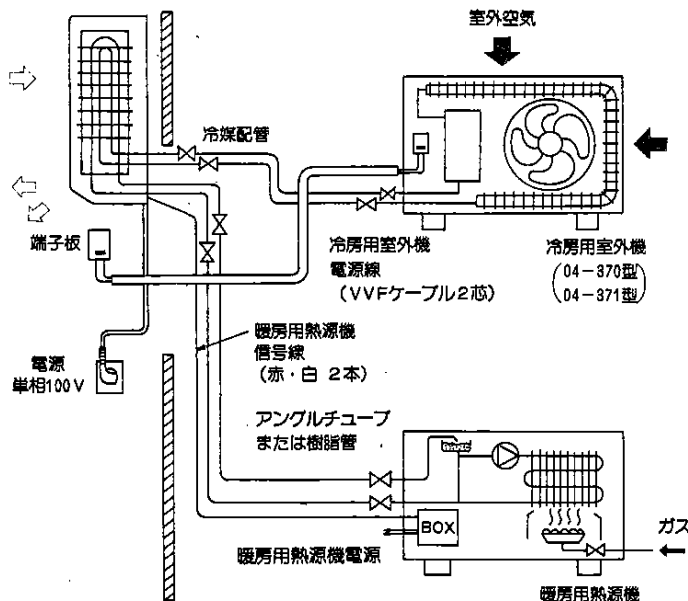 室外空気
冷媒配管
端子板
冷房用室外機
電源線
(VVFケーブル2芯)
冷房用室外機
(04-370型
04-371型)
暖房用熱源機
信号線
(赤・白 2本)
電源
単相100V
アングルチューブ
または樹脂管
BOX
ガス
暖房用熱源機電源
暖房用熱源機